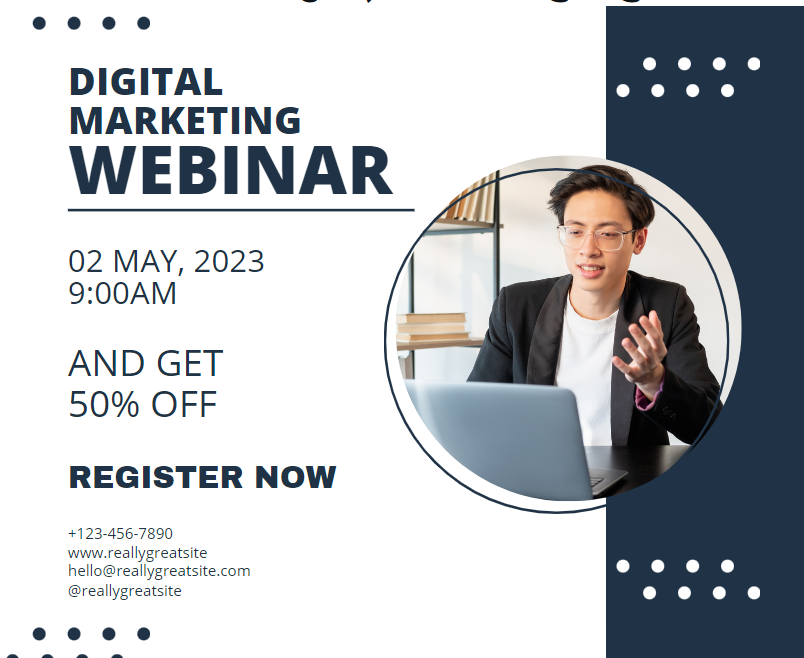 DIGITAL
MARKETING
WEBINAR
02 MAY, 2023
9:00AM
AND GET
50% OFF
REGISTER NOW
+123-456-7890
www.reallygreatsite
hello@reallygreatsite.com
@reallygreatsite